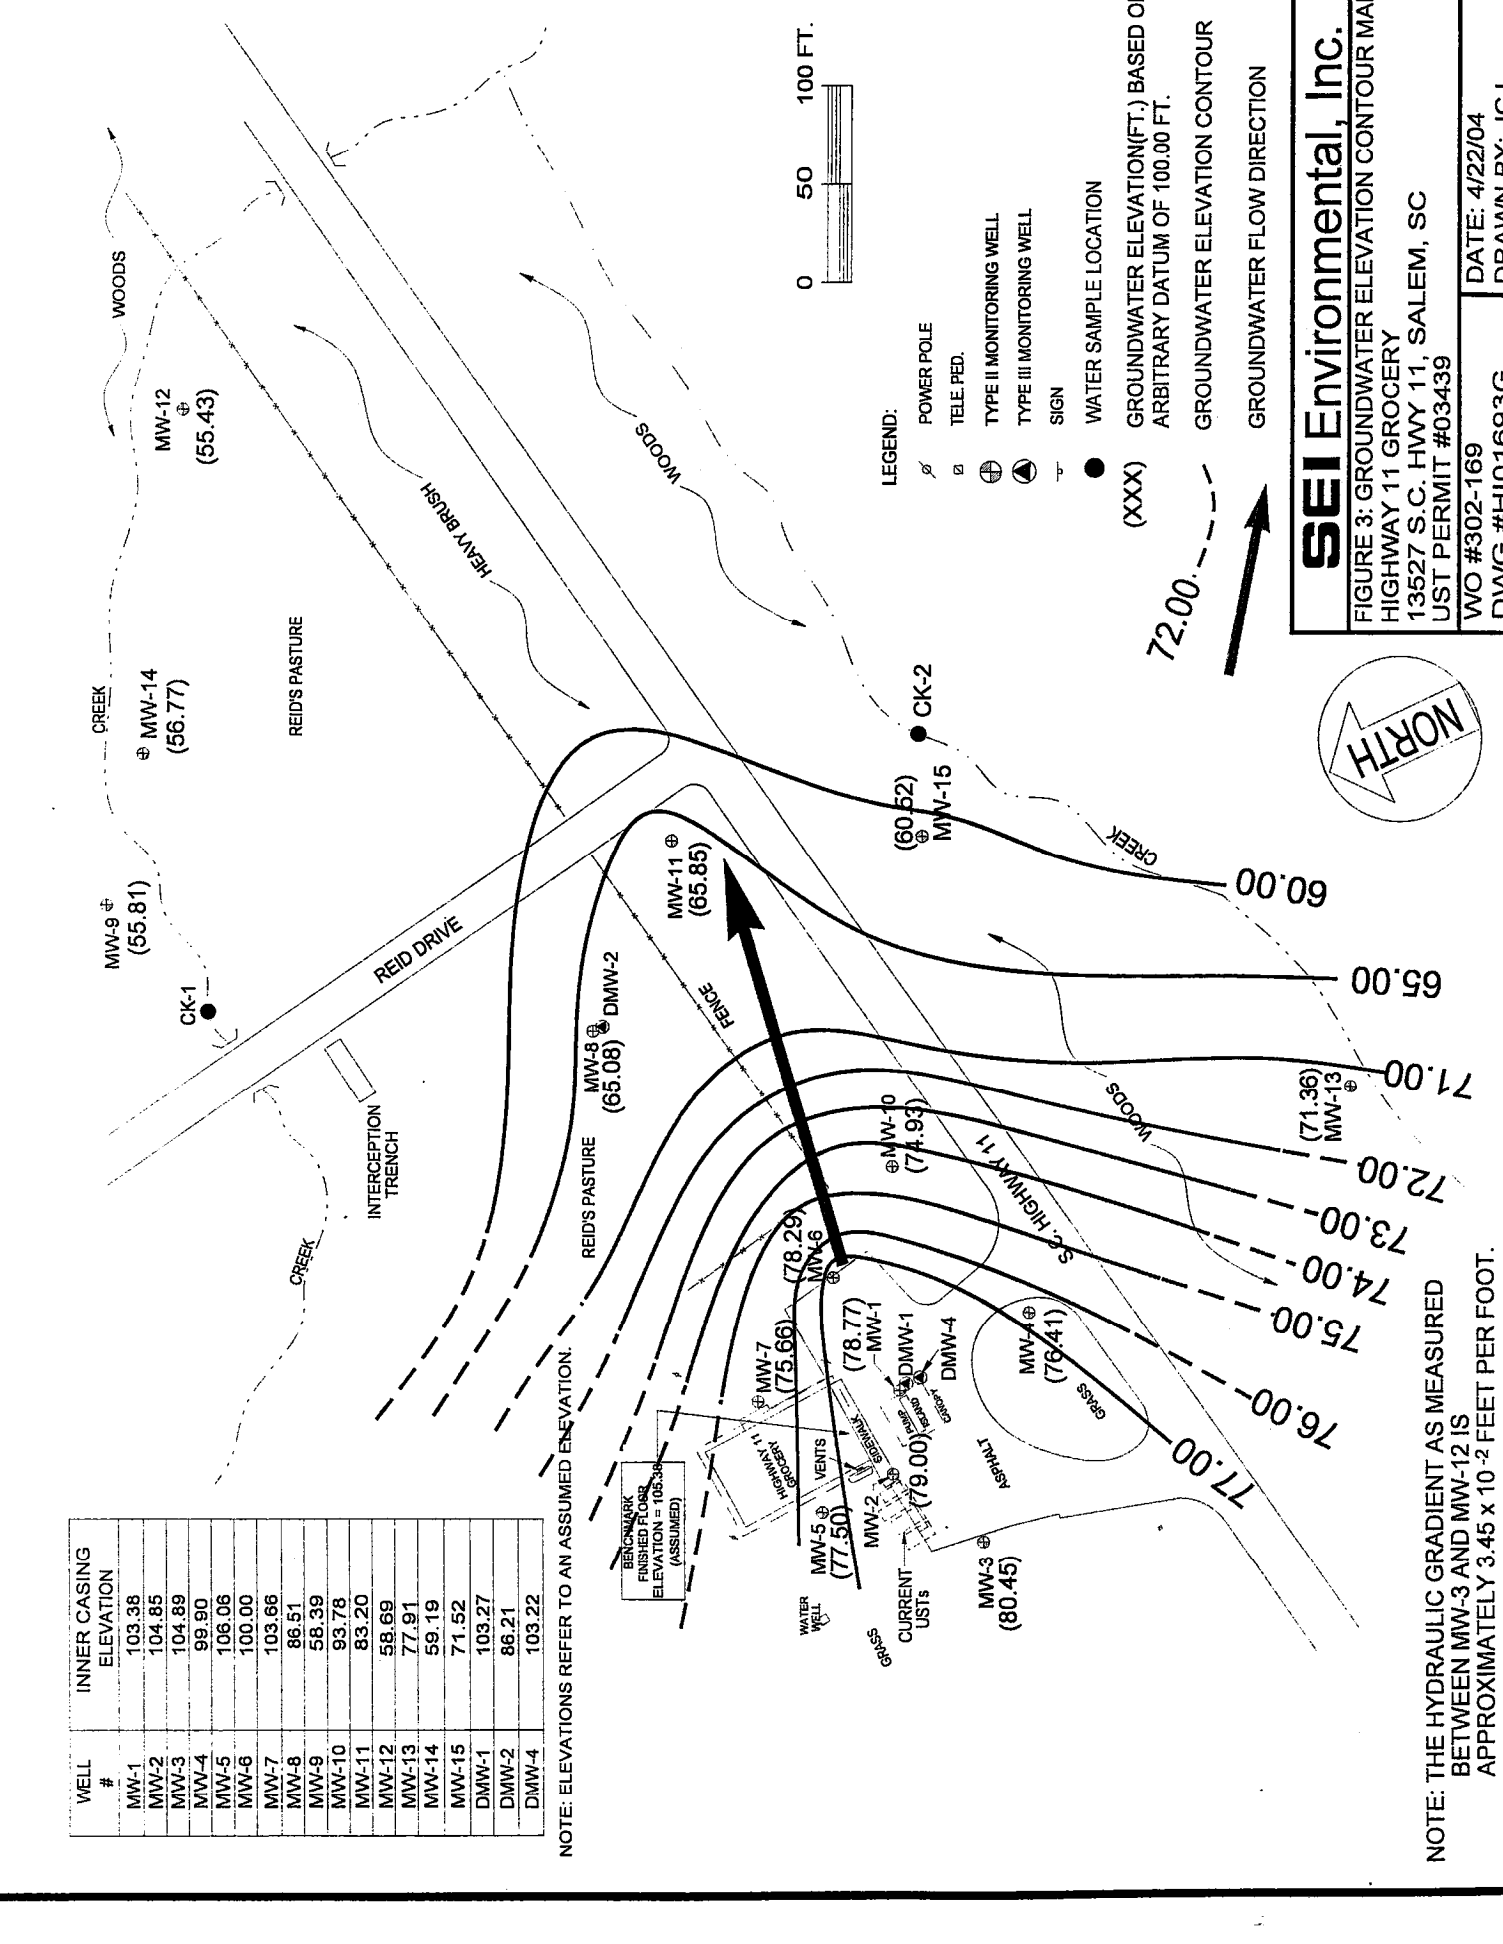 WELL # INNER CASING ELEVATION
MW-1 103.38
MW-2 104.85
MW-3 104.89
MW-4 99.90
MW-5 106.06
MW-6 100.00
MW-7 103.66
MW-8 86.51
MW-9 58.39
MW-10 93.78
MW-11 83.20
MW-12 58.69
MW-13 77.91
MW-14 59.19
MW-15 71.52
DMW-1 103.27
DMW-2 86.21
DMW-4 103.22
NOTE: ELEVATIONS REFER TO AN ASSUMED ELEVATION.
CREEK
INTERCEPTION
TRENCH
CK-1
MW-9
(55.81)
CREEK
MW-14
(56.77)
MW-12
(55.43)
WOODS
REID DRIVE
REID'S PASTURE
HEAVY BRUSH
WOODS
REID'S PASTURE
MW-8
(65.08)
DMW-2
FENCE
MW-11
(65.85)
BENCHMARK
FINISHED FLOOR
ELEVATION = 105.38
(ASSUMED)
HIGHWAY 11
GROCERY
MW-7
(75.66)
(78.29)
MW-6
VENTS
SIDEWALK
(78.77)
MW-1
DMW-1
DMW-4
PUMP
ISLAND
CANOPY
WATER
WELL
MW-5
(77.50)
MW-2
(79.00)
GRASS
CURRENT
USTs
MW-3
(80.45)
ASPHALT
MW-4
(76.41)
GRASS
MW-10
(74.93)
S.C. HIGHWAY 11
WOODS
(71.36)
MW-13
(60.62)
MW-15
CK-2
CREEK
77.00
76.00
75.00
74.00
73.00
72.00
71.00
65.00
60.00
0 50 100 FT.
LEGEND:
POWER POLE
TELE. PED.
TYPE II MONITORING WELL
TYPE III MONITORING WELL
SIGN
WATER SAMPLE LOCATION
(XXX) GROUNDWATER ELEVATION(FT.) BASED
ARBITRARY DATUM OF 100.00 FT.
72.00 GROUNDWATER ELEVATION CONTOUR
GROUNDWATER FLOW DIRECTION
NORTH
NOTE: THE HYDRAULIC GRADIENT AS MEASURED
BETWEEN MW-3 AND MW-12 IS
APPROXIMATELY 3.45 x 10⁻² FEET PER FOOT.
SEI Environmental, Inc.
FIGURE 3: GROUNDWATER ELEVATION CONTOUR
HIGHWAY 11 GROCERY
13527 S.C. HWY 11, SALEM, SC
UST PERMIT #03439
WO #302-169 DATE: 4/22/04